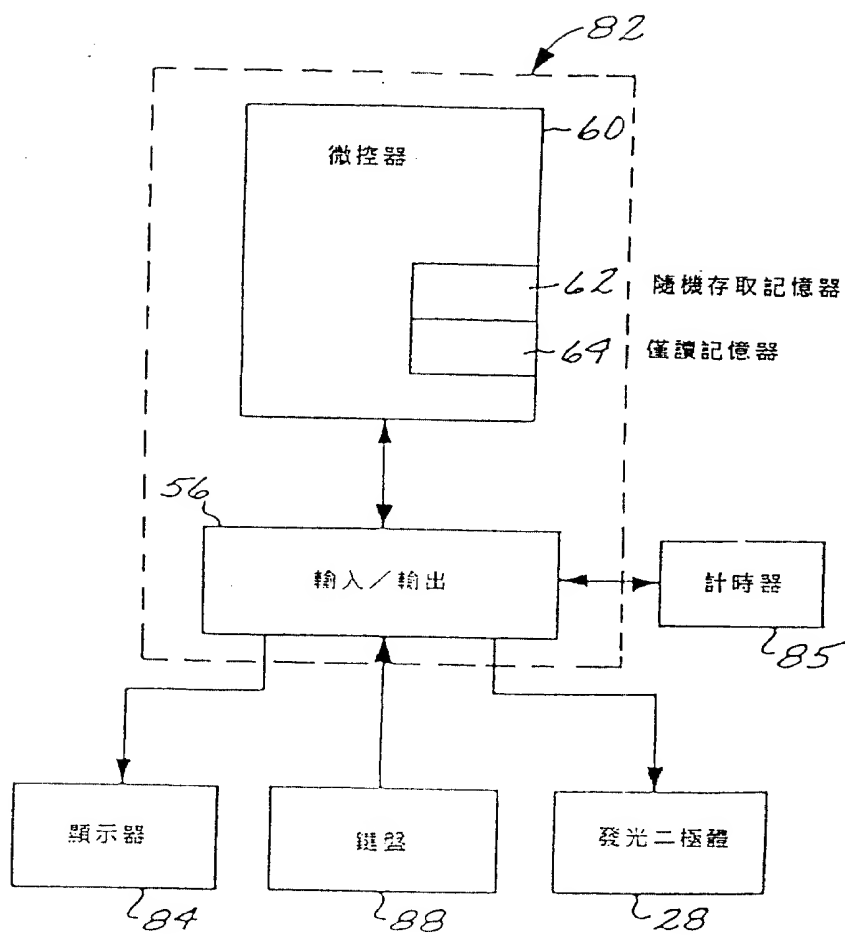 82
60
微控器
62 隨機存取記憶器
64 僅讀記憶器
56
輸入／輸出
計時器
85
顯示器
鍵盤
發光二極體
84
88
28